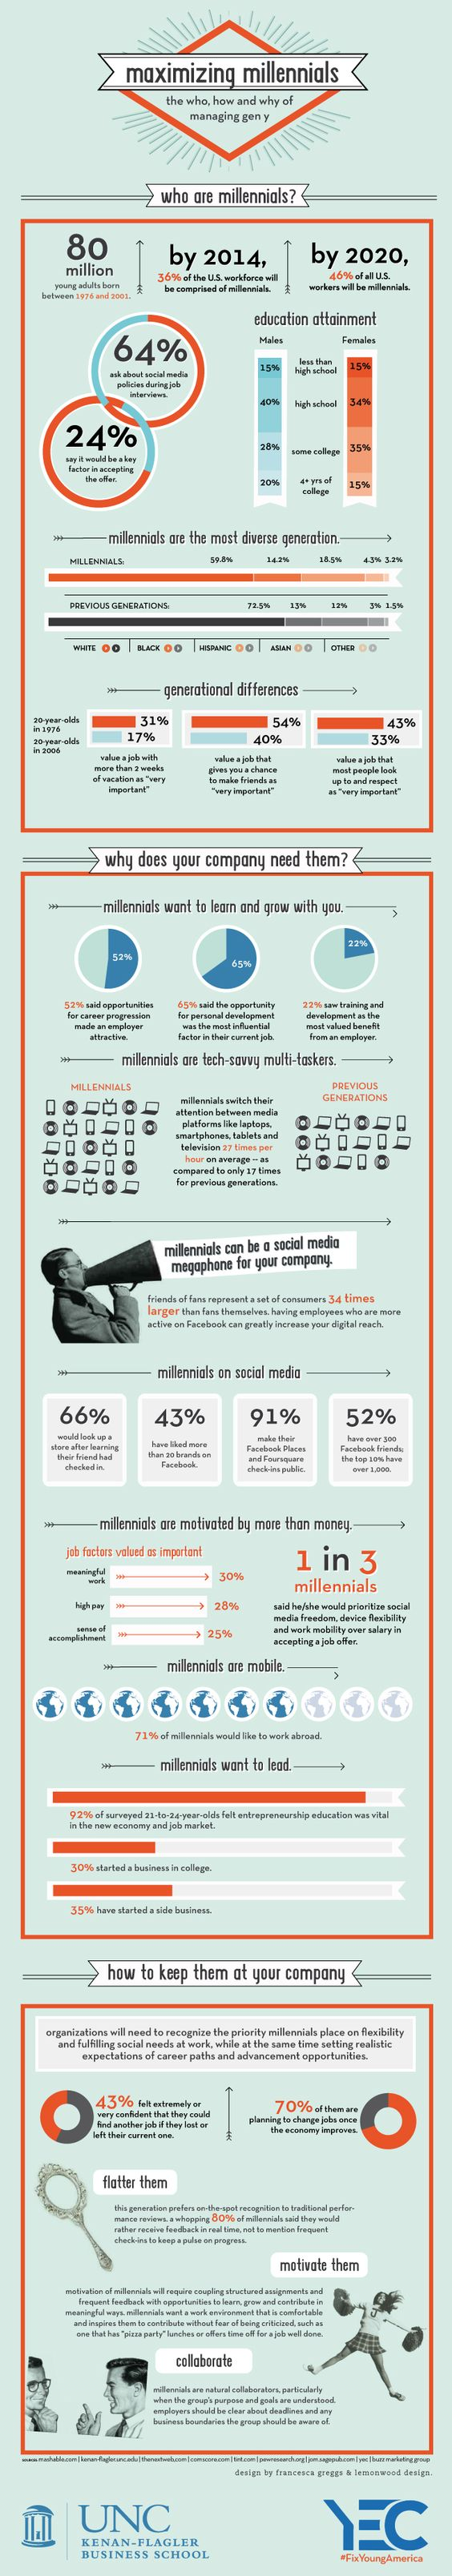 maximizing millennials
the who, how and why of
managing gen y
who are millennials?
80
million
young adults born
between 1976 and 2001.
by 2014,
36% of the U.S. workforce will
be comprised of millennials.
by 2020,
46% of all U.S.
workers will be millennials.
64%
ask about social media
policies during job
interviews.
24%
say it would be a key
factor in accepting
the offer.
education attainment
Males
Females
15%
less than
high school
15%
40%
high school
34%
28%
some college
35%
20%
4+ yrs of
college
15%
millennials are the most diverse generation.
MILLENNIALS: 59.8% 14.2% 18.5% 4.3% 3.2%
PREVIOUS GENERATIONS: 72.5% 13% 12% 3% 1.5%
WHITE BLACK HISPANIC ASIAN OTHER
generational differences
20-year-olds
in 1976
20-year-olds
in 2006
31%
17%
value a job with
more than 2 weeks
of vacation as "very
important"
54%
40%
value a job that
gives you a chance
to make friends as
"very important"
43%
33%
value a job that
most people look
up to and respect
as "very important"
why does your company need them?
millennials want to learn and grow with you.
52%
65%
22%
52% said opportunities
for career progression
made an employer
attractive.
65% said the opportunity
for personal development
was the most influential
factor in their current job.
22% saw training and
development as the
most valued benefit
from an employer.
millennials are tech-savvy multi-taskers.
MILLENNIALS
millennials switch their
attention between media
platforms like laptops,
smartphones, tablets and
television 27 times per
hour on average -- as
compared to only 17 times
for previous generations.
PREVIOUS
GENERATIONS
millennials can be a social media
megaphone for your company.
friends of fans represent a set of consumers 34 times
larger than fans themselves. having employees who are more
active on Facebook can greatly increase your digital reach.
millennials on social media
66%
would look up a
store after learning
their friend had
checked in.
43%
have liked more
than 20 brands on
Facebook.
91%
make their
Facebook Places
and Foursquare
check-ins public.
52%
have over 300
Facebook friends;
the top 10% have
over 1,000.
millennials are motivated by more than money.
job factors valued as important
meaningful
work
30%
high pay
28%
sense of
accomplishment
25%
1 in 3
millennials
said he/she would prioritize social
media freedom, device flexibility
and work mobility over salary in
accepting a job offer.
millennials are mobile.
71% of millennials would like to work abroad.
millennials want to lead.
92% of surveyed 21-to-24-year-olds felt entrepreneurship education was vital
in the new economy and job market.
30% started a business in college.
35% have started a side business.
how to keep them at your company
organizations will need to recognize the priority millennials place on flexibility
and fulfilling social needs at work, while at the same time setting realistic
expectations of career paths and advancement opportunities.
43% felt extremely or
very confident that they could
find another job if they lost or
left their current one.
70% of them are
planning to change jobs once
the economy improves.
flatter them
this generation prefers on-the-spot recognition to traditional perfor-
mance reviews. a whopping 80% of millennials said they would
rather receive feedback in real time, not to mention frequent
check-ins to keep a pulse on progress.
motivate them
motivation of millennials will require coupling structured assignments and
frequent feedback with opportunities to learn, grow and contribute in
meaningful ways. millennials want a work environment that is comfortable
and inspires them to contribute without fear of being criticized, such as
one that has "pizza party" lunches or offers time off for a job well done.
collaborate
millennials are natural collaborators, particularly
when the group's purpose and goals are understood.
employers should be clear about deadlines and any
business boundaries the group should be aware of.
mashable.com | kenan-flagler.unc.edu | thenextweb.com | comscore.com | tint.com | pewresearch.org | jom.sagepub.com | yec | buzz marketing group
design by francesca greggs & lemonwood design.
UNC
KENAN-FLAGLER
BUSINESS SCHOOL
YEC
#FixYoungAmerica